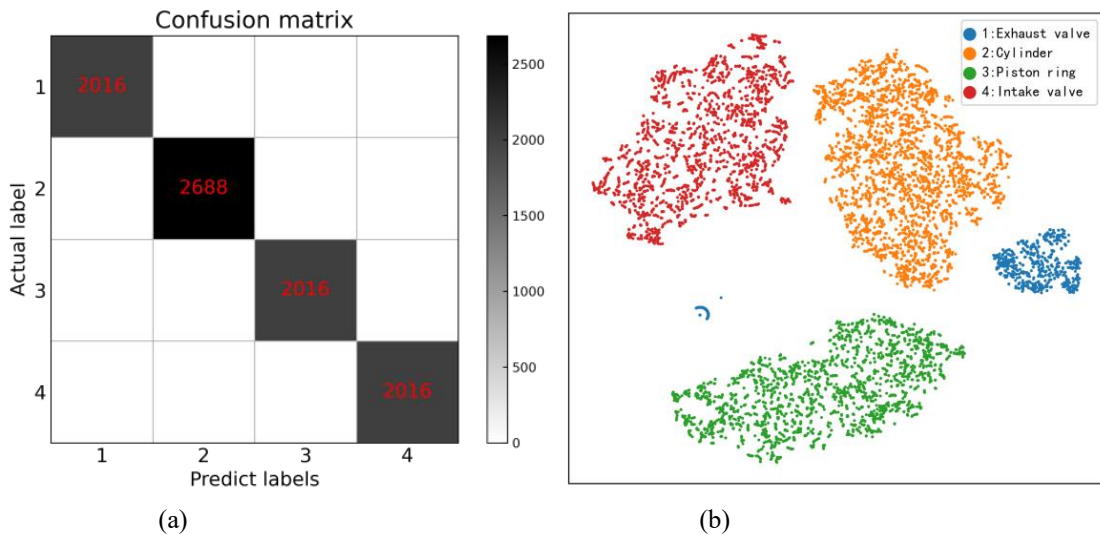 Confusion matrix
Actual label
1
2
3
4
2016
2688
2016
2016
1 2 3 4
Predict labels
2500
2000
1500
1000
500
0
(a)
1:Exhaust valve
2:Cylinder
3:Piston ring
4:Intake valve
(b)